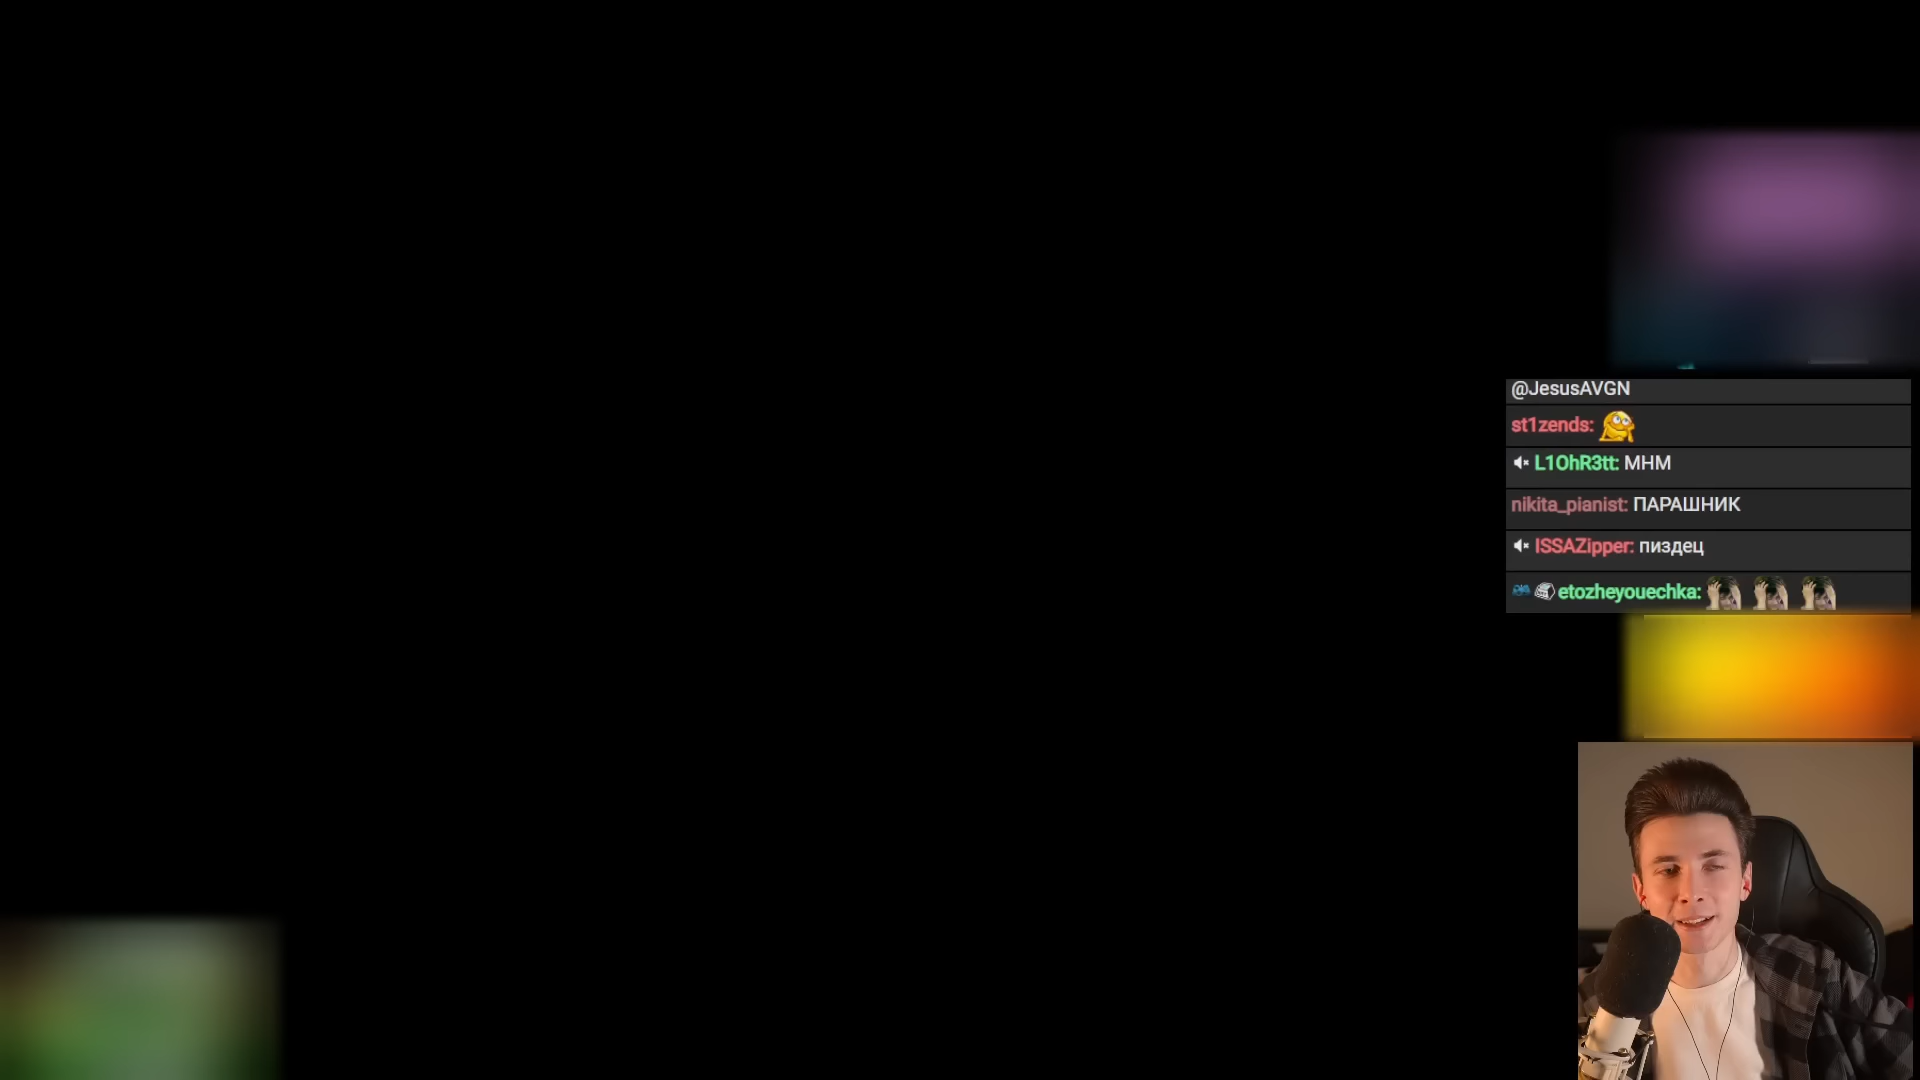 @JesusAVGN
st1zends:
L1OhR3tt: МНМ
nikita_pianist: ПАРАШНИК
ISSAZipper: пиздец
etozheyouechka: